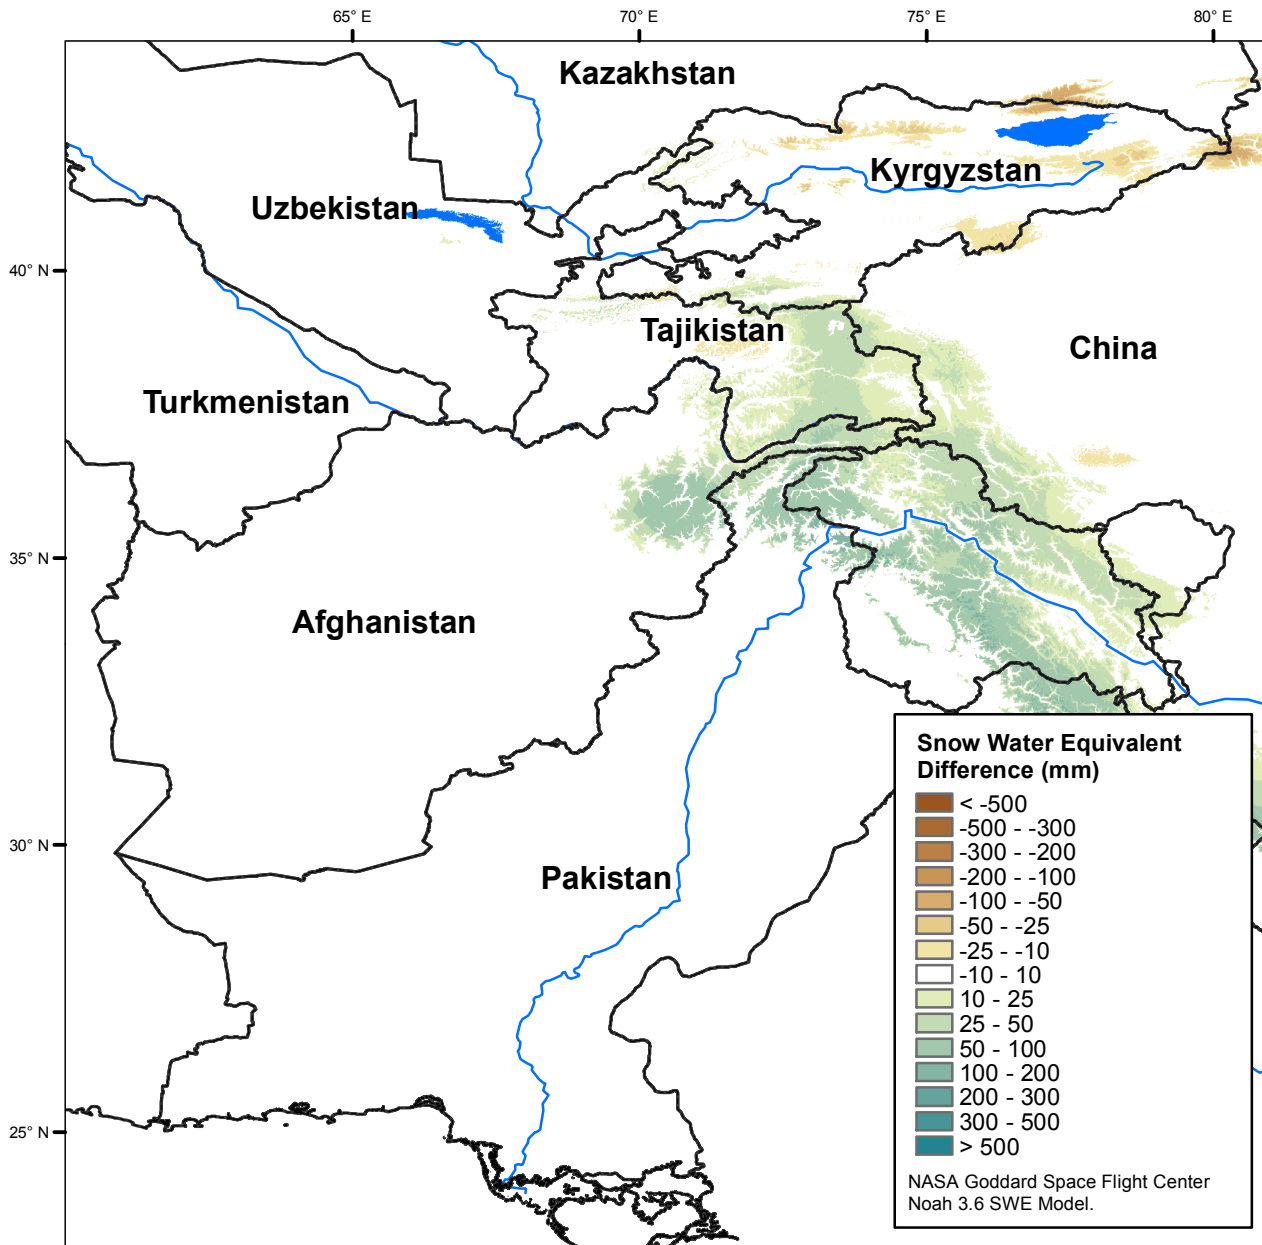 65° E
70° E
75° E
80° E
Kazakhstan
Kyrgyzstan
Uzbekistan
40° N
Tajikistan
China
Turkmenistan
35° N
Afghanistan
30° N
Pakistan
25° N
Snow Water Equivalent
Difference (mm)
< -500
-500 - -300
-300 - -200
-200 - -100
-100 - -50
-50 - -25
-25 - -10
-10 - 10
10 - 25
25 - 50
50 - 100
100 - 200
200 - 300
300 - 500
> 500
NASA Goddard Space Flight Center
Noah 3.6 SWE Model.